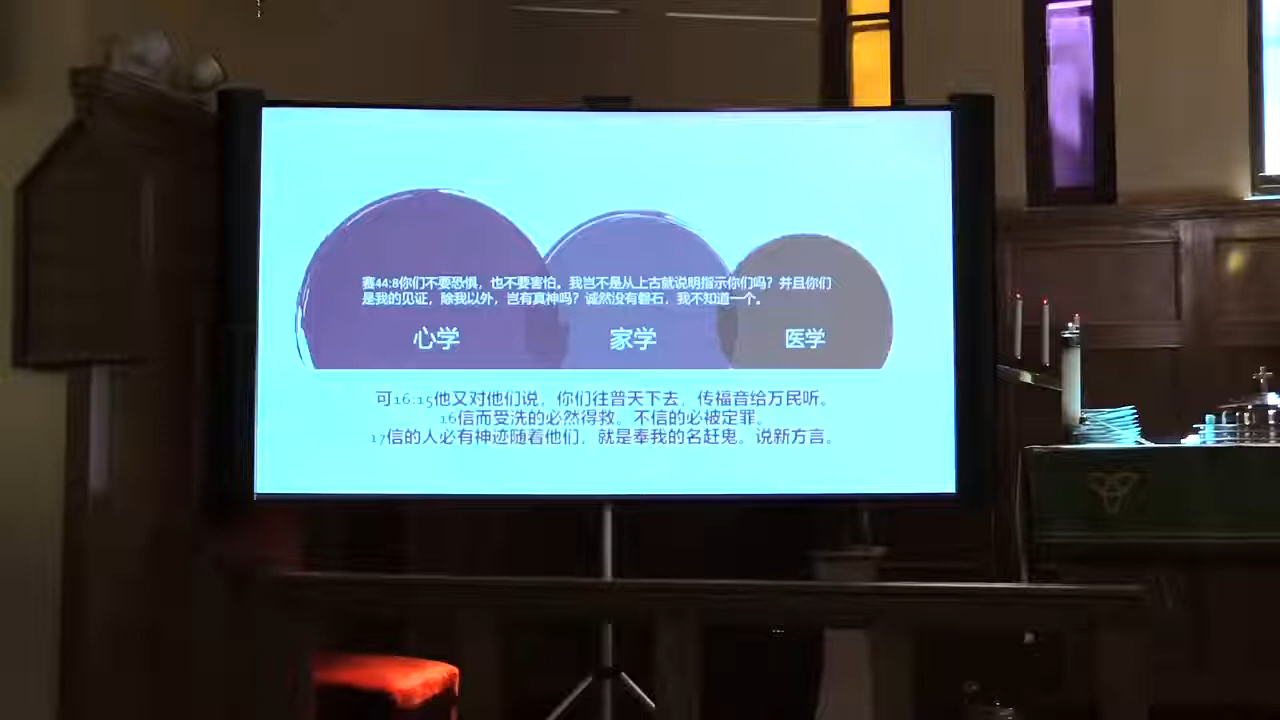 赛44:8你们不要恐惧，也不要害怕。我岂不是从上古就说明指示你们吗？并且你们
是我的见证，除我以外，岂有真神吗？诚然没有磐石，我不知道一个。
心学 家学 医学
可16:15他又对他们说，你们往普天下去，传福音给万民听。
16信而受洗的必然得救。不信的必被定罪。
17信的人必有神迹随着他们，就是奉我的名赶鬼。说新方言。